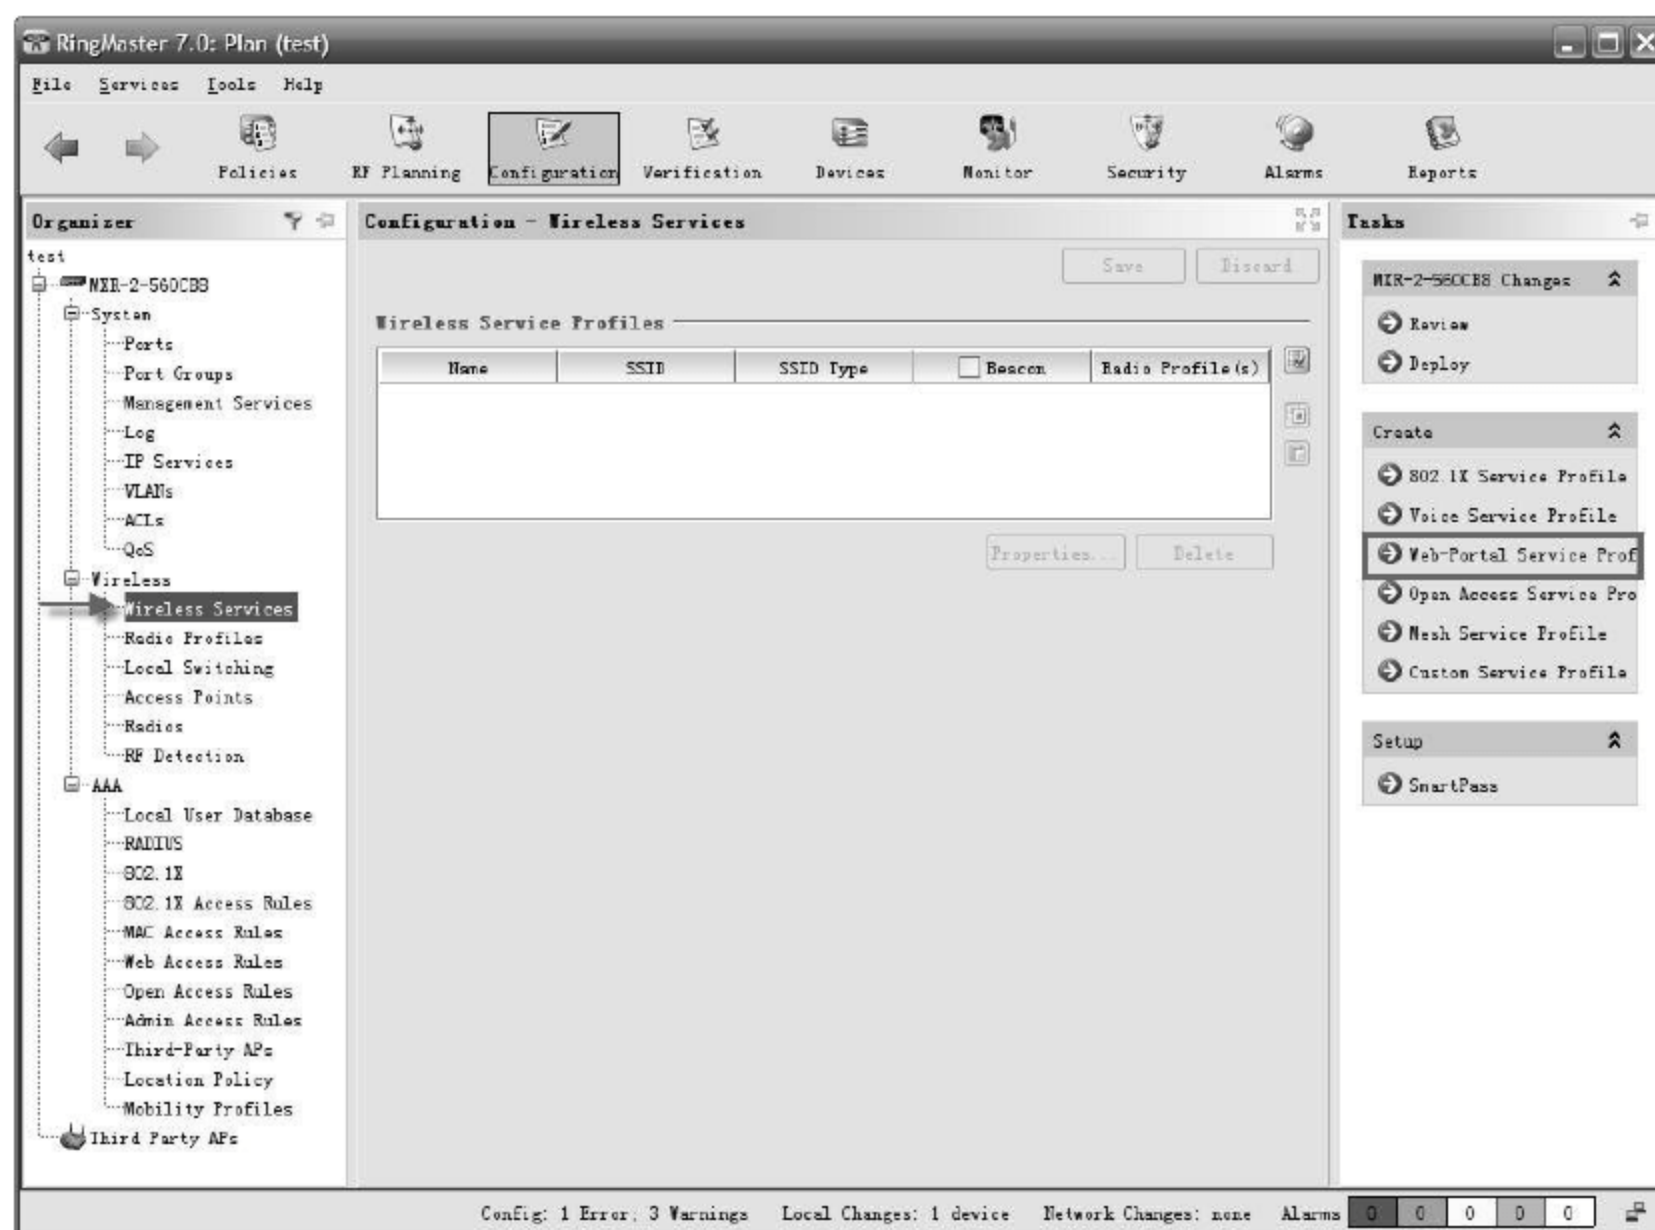 RingMaster 7.0: Plan (test)
File Services Tools Help
Policies RF Planning Configuration Verification Devices Monitor Security Alarms Reports
Organizer
test
MXR-2-560CB8
System
Ports
Port Groups
Management Services
Log
IP Services
VLANs
ACLs
QoS
Wireless
Wireless Services
Radio Profiles
Local Switching
Access Points
Radios
RF Detection
AAA
Local User Database
RADIUS
802.1X
802.1X Access Rules
MAC Access Rules
Web Access Rules
Open Access Rules
Admin Access Rules
Third-Party APs
Location Policy
Mobility Profiles
Third Party APs
Configuration - Wireless Services
Save Discard
Wireless Service Profiles
Name SSID SSID Type Beacon Radio Profile(s)
Properties... Delete
Tasks
MXR-2-560CB8 Changes
Review
Deploy
Create
802.1X Service Profile
Voice Service Profile
Web-Portal Service Prof
Open Access Service Pro
Mesh Service Profile
Custom Service Profile
Setup
SmartPass
Config: 1 Error, 3 Warnings Local Changes: 1 device Network Changes: none Alarms 0 0 0 0 0